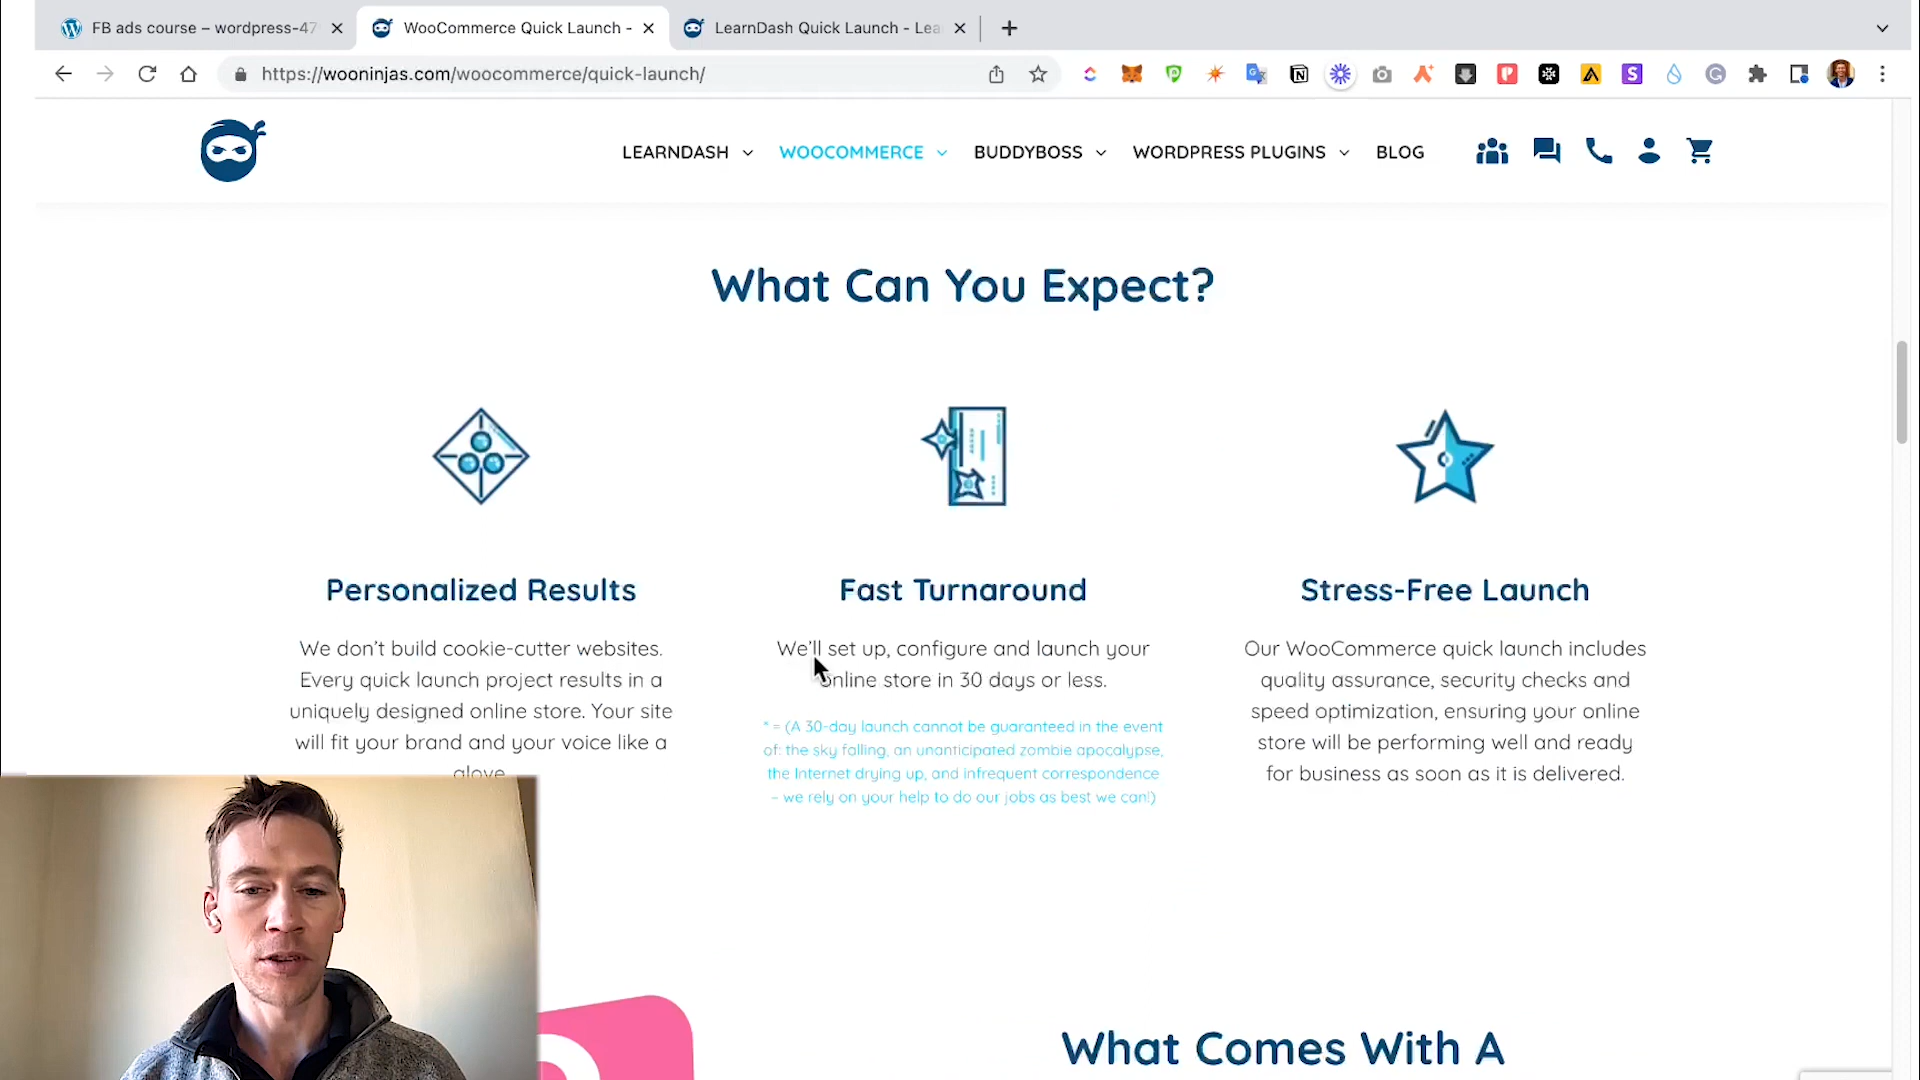 FB ads course – wordpress-47
WooCommerce Quick Launch -
LearnDash Quick Launch - Lea
https://wooninjas.com/woocommerce/quick-launch/
LEARNDASH
WOOCOMMERCE
BUDDYBOSS
WORDPRESS PLUGINS
BLOG
What Can You Expect?
Personalized Results
We don't build cookie-cutter websites.
Every quick launch project results in a
uniquely designed online store. Your site
will fit your brand and your voice like a
glove.
Fast Turnaround
We'll set up, configure and launch your
online store in 30 days or less.
* = (A 30-day launch cannot be guaranteed in the event
of: the sky falling, an unanticipated zombie apocalypse,
the Internet drying up, and infrequent correspondence
– we rely on your help to do our jobs as best we can!)
Stress-Free Launch
Our WooCommerce quick launch includes
quality assurance, security checks and
speed optimization, ensuring your online
store will be performing well and ready
for business as soon as it is delivered.
What Comes With A